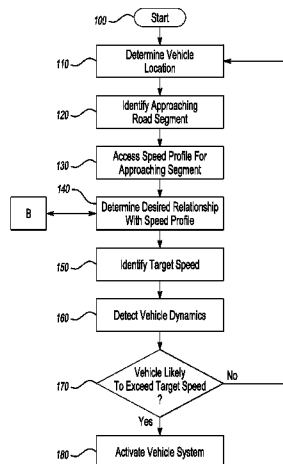 100
Start
110
Determine Vehicle
Location
120
Identify Approaching
Road Segment
130
Access Speed Profile For
Approaching Segment
140
B
Determine Desired Relationship
With Speed Profile
150
Identify Target Speed
160
Detect Vehicle Dynamics
170
Vehicle Likely
To Exceed Target Speed
?
No
Yes
180
Activate Vehicle System